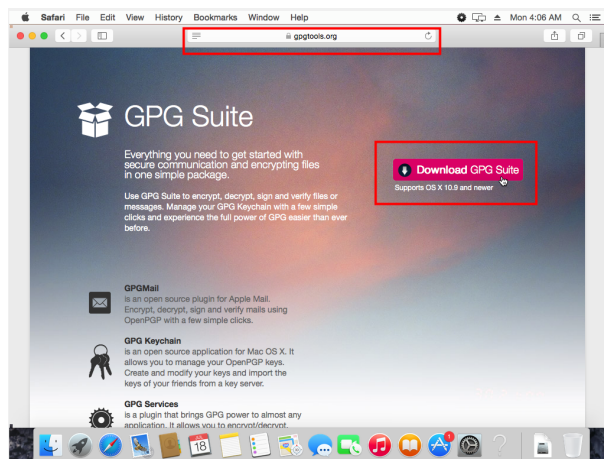 Safari File Edit View History Bookmarks Window Help Mon 4:06 AM
gpgtools.org
GPG Suite
Everything you need to get started with
secure communication and encrypting files
in one simple package.
Use GPG Suite to encrypt, decrypt, sign and verify files or
messages. Manage your GPG Keychain with a few simple
clicks and experience the full power of GPG easier than ever
before.
Download GPG Suite
Supports OS X 10.9 and newer
GPGMail
is an open source plugin for Apple Mail.
Encrypt, decrypt, sign and verify mails using
OpenPGP with a few simple clicks.
GPG Keychain
is an open source application for Mac OS X. It
allows you to manage your OpenPGP keys.
Create and modify your keys and import the
keys of your friends from a key server.
GPG Services
is a plugin that brings GPG power to almost any
application. It allows you to encrypt/decrypt,
18